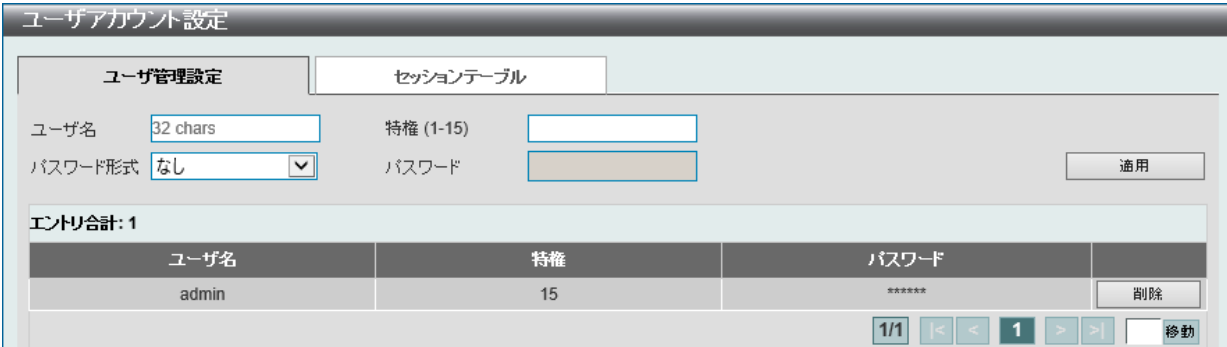 ユーザアカウント設定
ユーザ管理設定 セッションテーブル
ユーザ名 32 chars 特権 (1-15)
パスワード形式 なし パスワード 適用
エントリ合計: 1
ユーザ名 特権 パスワード
admin 15 ****** 削除
1/1 |< < 1 > >| 移動